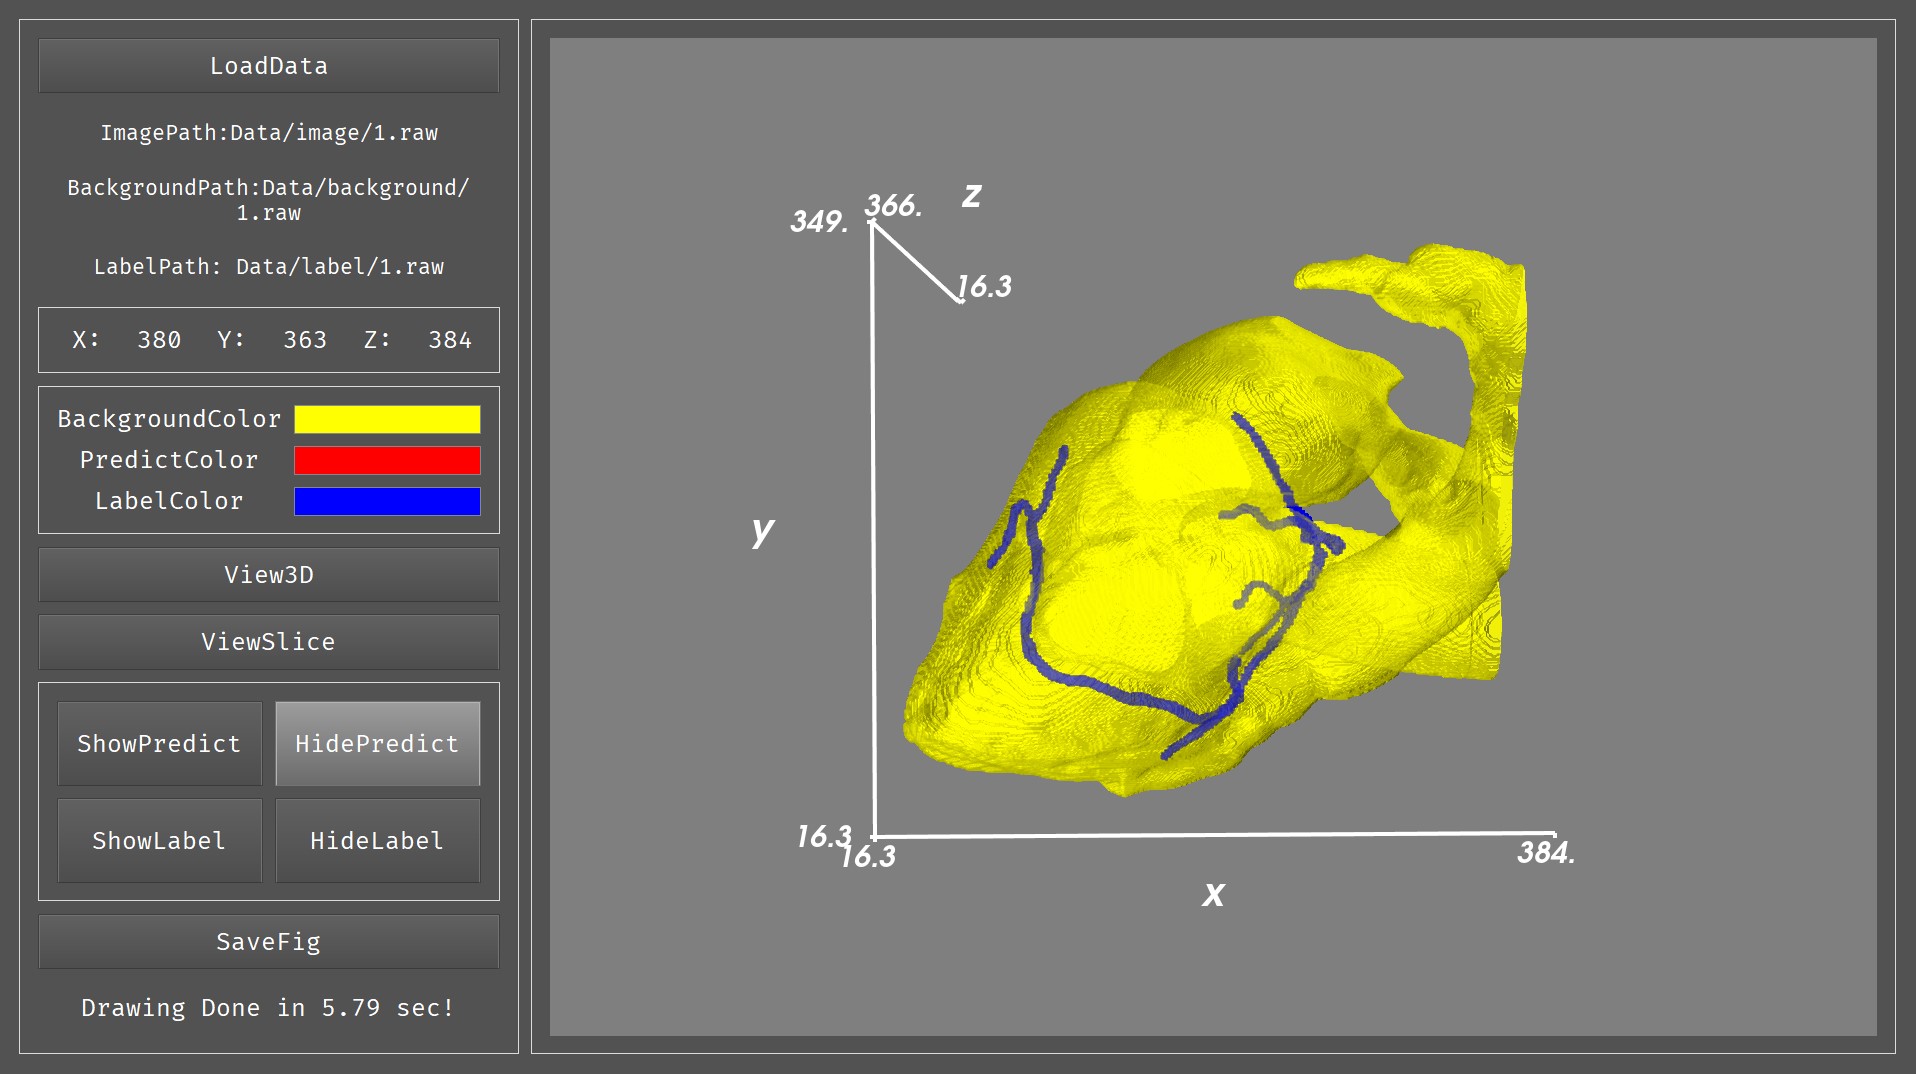 LoadData
ImagePath:Data/image/1.raw
BackgroundPath:Data/background/
1.raw
LabelPath: Data/label/1.raw
X: 380 Y: 363 Z: 384
BackgroundColor
PredictColor
LabelColor
View3D
ViewSlice
ShowPredict HidePredict
ShowLabel HideLabel
SaveFig
Drawing Done in 5.79 sec!
z
349. 366.
16.3
y
16.3
16.3
384.
x